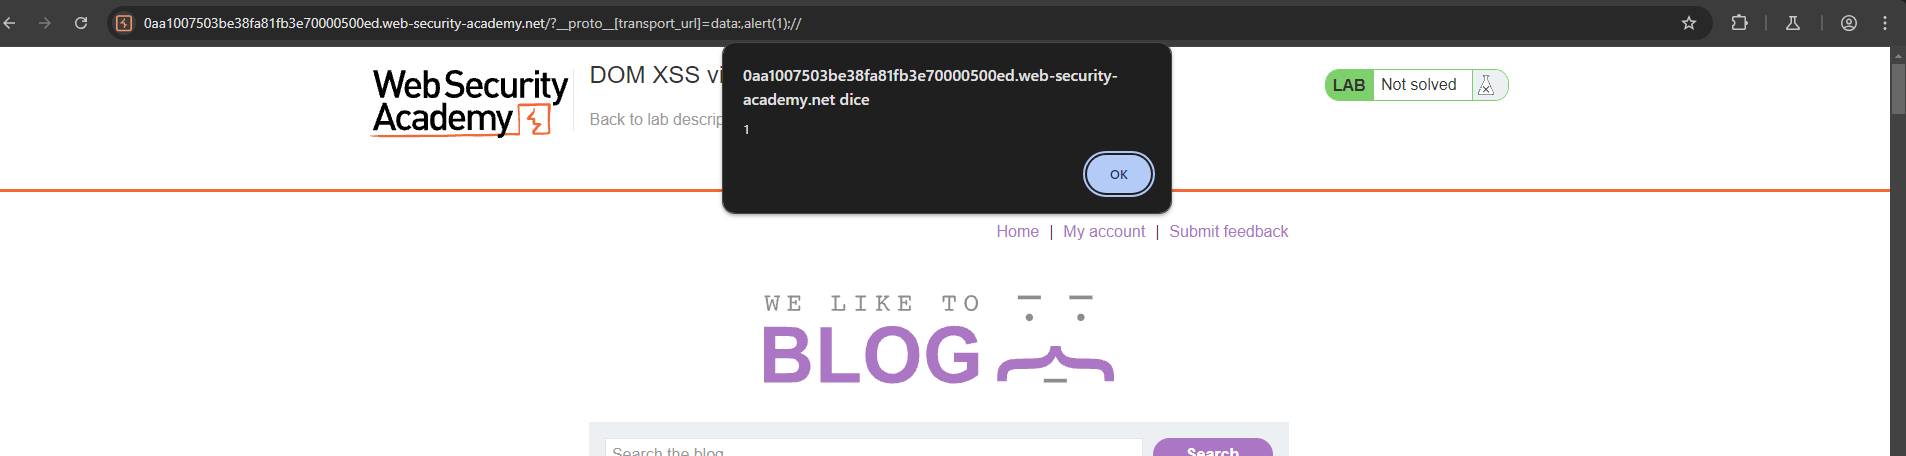 0aa1007503be38fa81fb3e70000500ed.web-security-academy.net/?__proto__[transport_url]=data:,alert(1);//
0aa1007503be38fa81fb3e70000500ed.web-security-
academy.net dice
1
OK
Web Security
Academy
DOM XSS vi
Back to lab descrip
LAB Not solved
Home | My account | Submit feedback
WE LIKE TO
BLOG
Search the blog
Search